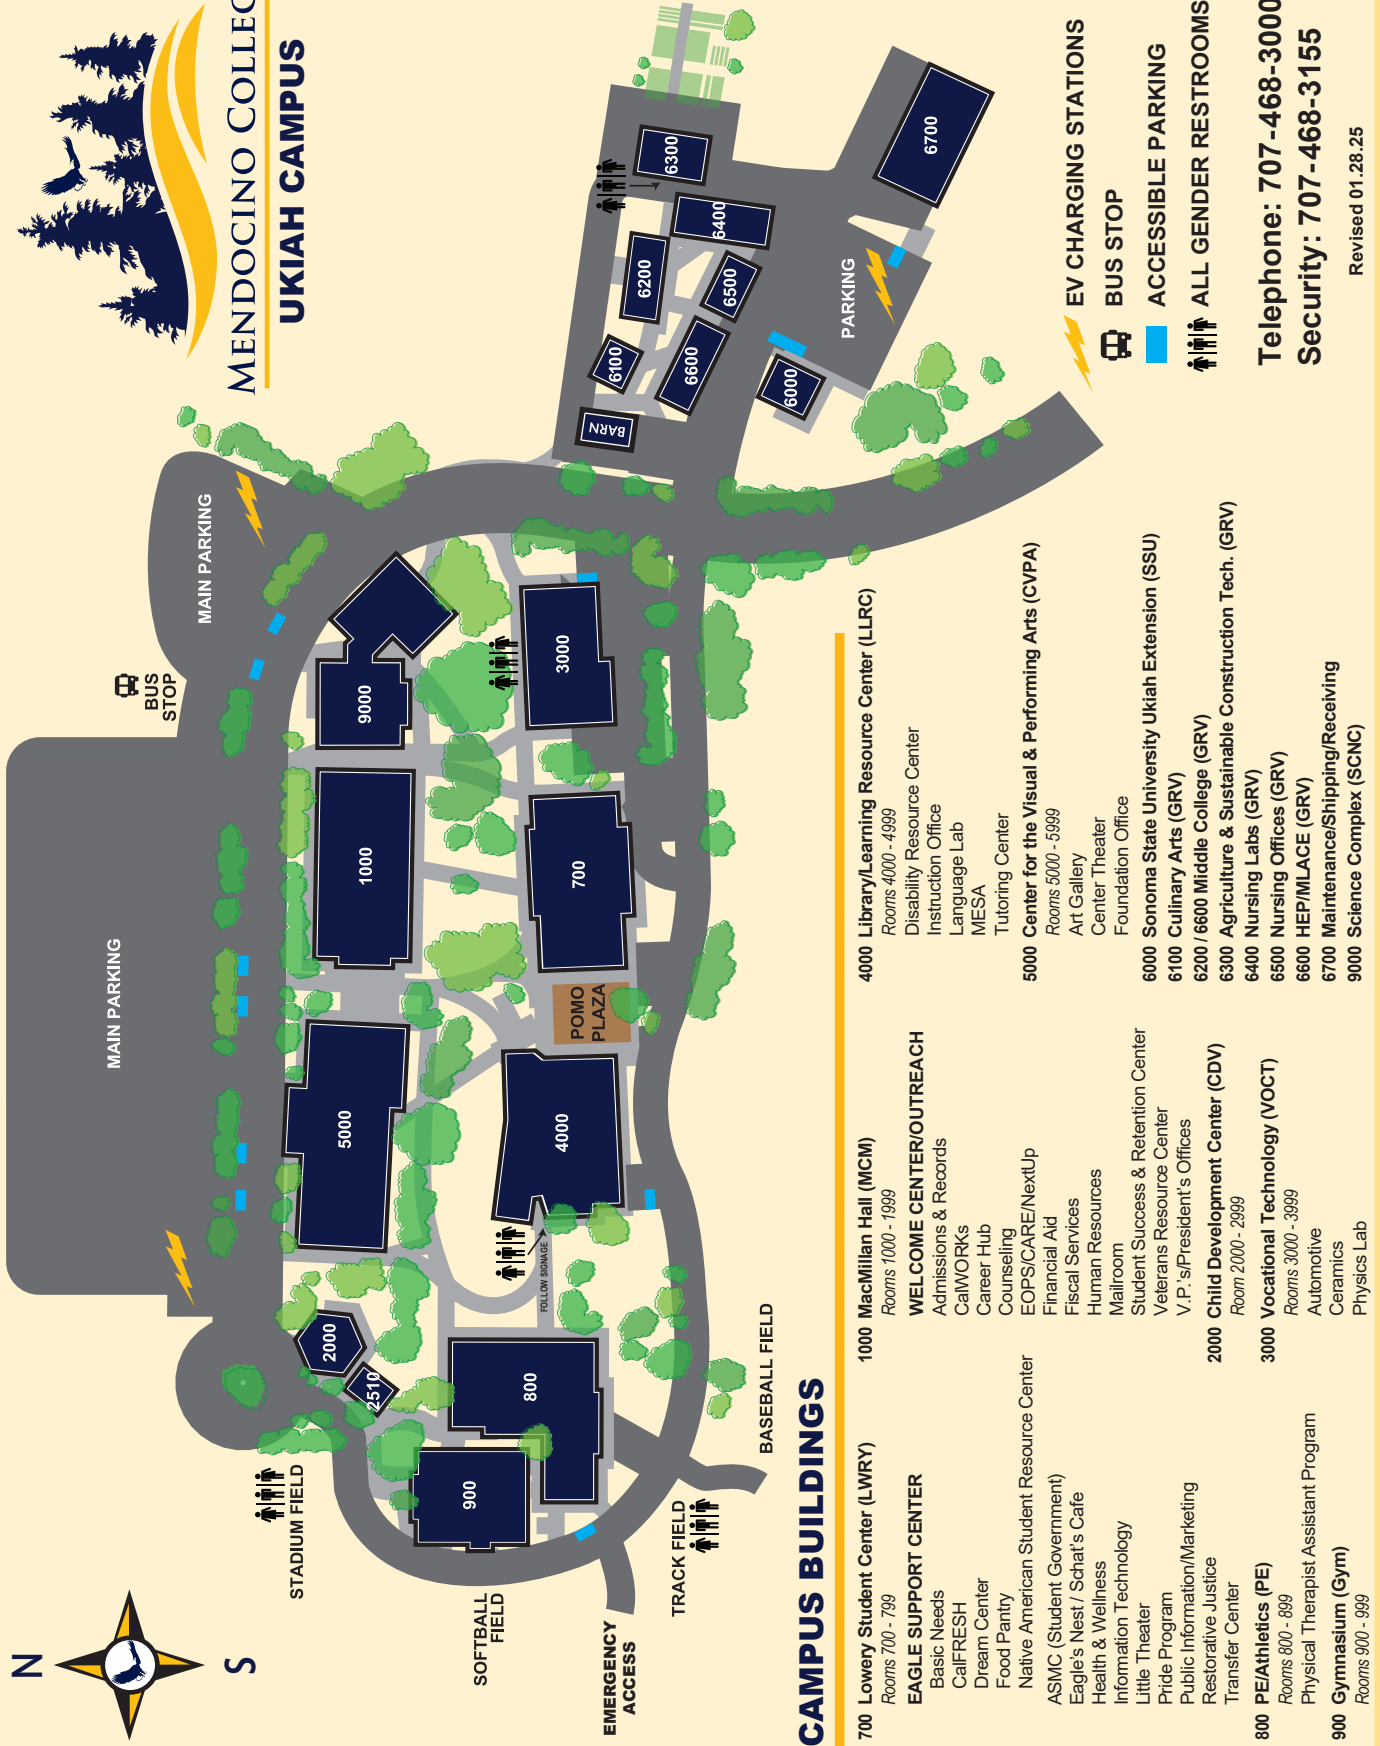 MENDOCINO COLLEG
UKIAH CAMPUS
N
S
MAIN PARKING
MAIN PARKING
BUS
STOP
STADIUM FIELD
SOFTBALL
FIELD
EMERGENCY
ACCESS
TRACK FIELD
BASEBALL FIELD
FOLLOW SIGNAGE
2000
2510
900
800
5000
4000
POMO
PLAZA
1000
700
9000
3000
BARN
6100
6200
6300
6400
6500
6600
6000
6700
PARKING
EV CHARGING STATIONS
BUS STOP
ACCESSIBLE PARKING
ALL GENDER RESTROOMS
Telephone: 707-468-3000
Security: 707-468-3155
Revised 01.28.25
CAMPUS BUILDINGS
700 Lowery Student Center (LWRY)
Rooms 700 - 799
EAGLE SUPPORT CENTER
Basic Needs
CalFRESH
Dream Center
Food Pantry
Native American Student Resource Center
ASMC (Student Government)
Eagle's Nest / Schat's Cafe
Health & Wellness
Information Technology
Little Theater
Pride Program
Public Information/Marketing
Restorative Justice
Transfer Center
800 PE/Athletics (PE)
Rooms 800 - 899
Physical Therapist Assistant Program
900 Gymnasium (Gym)
Rooms 900 - 999
1000 MacMillan Hall (MCM)
Rooms 1000 - 1999
WELCOME CENTER/OUTREACH
Admissions & Records
CalWORKs
Career Hub
Counseling
EOPS/CARE/NextUp
Financial Aid
Fiscal Services
Human Resources
Mailroom
Student Success & Retention Center
Veterans Resource Center
V.P.'s/President's Offices
2000 Child Development Center (CDV)
Room 2000 - 2999
3000 Vocational Technology (VOCT)
Rooms 3000 - 3999
Automotive
Ceramics
Physics Lab
4000 Library/Learning Resource Center (LLRC)
Rooms 4000 - 4999
Disability Resource Center
Instruction Office
Language Lab
MESA
Tutoring Center
5000 Center for the Visual & Performing Arts (CVPA)
Rooms 5000 - 5999
Art Gallery
Center Theater
Foundation Office
6000 Sonoma State University Ukiah Extension (SSU)
6100 Culinary Arts (GRV)
6200 / 6600 Middle College (GRV)
6300 Agriculture & Sustainable Construction Tech. (GRV)
6400 Nursing Labs (GRV)
6500 Nursing Offices (GRV)
6600 HEP/MLACE (GRV)
6700 Maintenance/Shipping/Receiving
9000 Science Complex (SCNC)